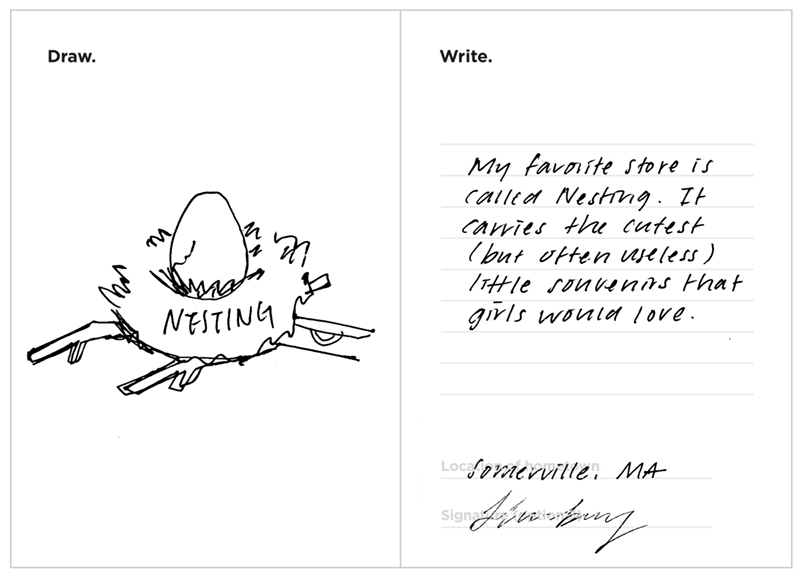 Draw.
NESTING
Write.
My favorite store is
called Nesting. It
carries the cutest
(but often useless)
little souvenirs that
girls would love.
Location of hometown
Somerville, MA
Signature (optional)